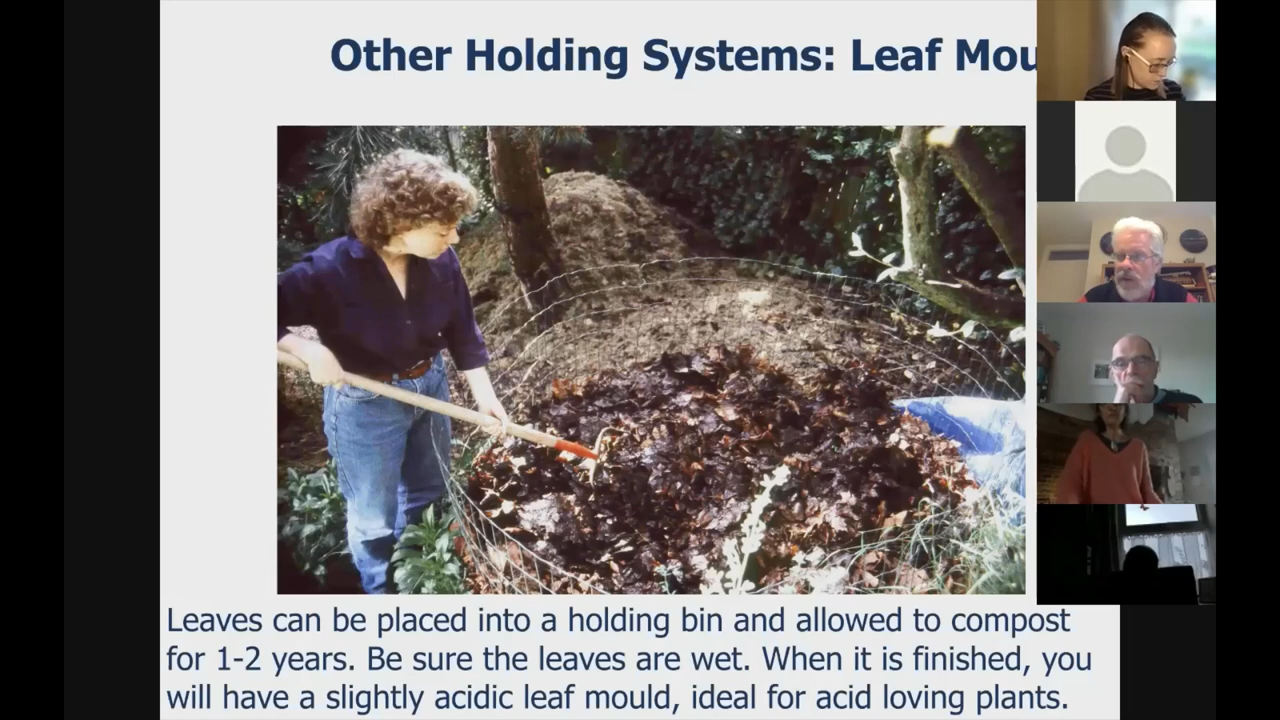 Other Holding Systems: Leaf Mou
Leaves can be placed into a holding bin and allowed to compost
for 1-2 years. Be sure the leaves are wet. When it is finished, you
will have a slightly acidic leaf mould, ideal for acid loving plants.